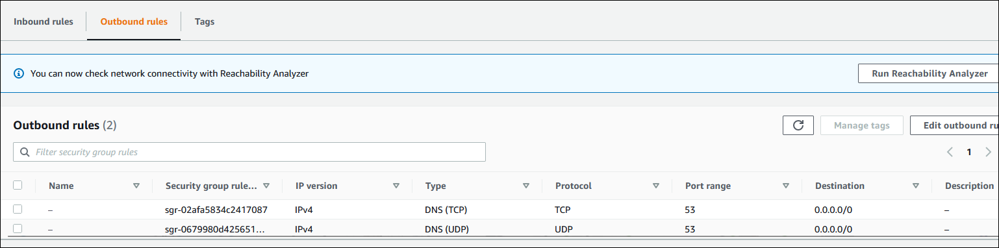 Inbound rules Outbound rules Tags
You can now check network connectivity with Reachability Analyzer Run Reachability Analyzer
Outbound rules (2) Manage tags Edit outbound ru
Filter security group rules 1
Name Security group rule... IP version Type Protocol Port range Destination Description
– sgr-02afa5834c2417087 IPv4 DNS (TCP) TCP 53 0.0.0.0/0 –
– sgr-0679980d425651... IPv4 DNS (UDP) UDP 53 0.0.0.0/0 –